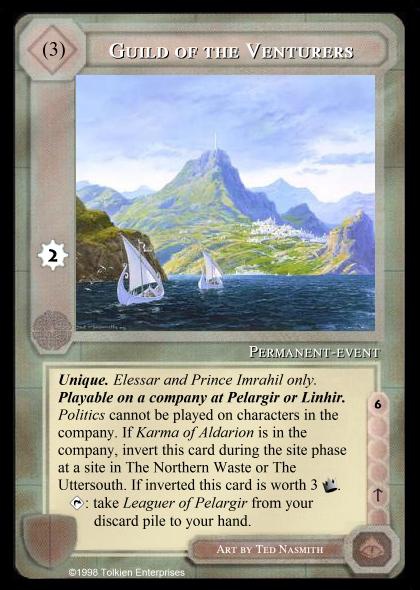 (3)
GUILD OF THE VENTURERS
2
PERMANENT-EVENT
Unique. Elessar and Prince Imrahil only.
Playable on a company at Pelargir or Linhir.
Politics cannot be played on characters in the
company. If Karma of Aldarion is in the
company, invert this card during the site phase
at a site in The Northern Waste or The
Uttersouth. If inverted this card is worth 3 .
: take Leaguer of Pelargir from your
discard pile to your hand.
6
ART BY TED NASMITH
©1998 Tolkien Enterprises